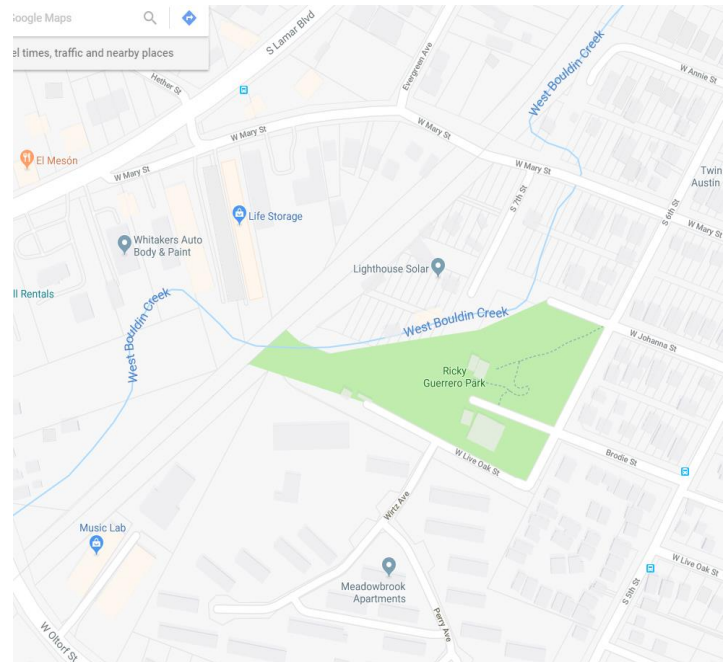 Google Maps
el times, traffic and nearby places
S Lamar Blvd
Evergreen Ave
West Bouldin Creek
W Annie St
Hether St
W Mary St
W Mary St
El Mesón
W Mary St
W Mary St
Twin
Austin
S 7th St
S 6th St
W Mary St
Life Storage
Whitakers Auto
Body & Paint
Lighthouse Solar
ll Rentals
West Bouldin Creek
West Bouldin Creek
W Johanna St
Ricky
Guerrero Park
Brodie St
W Live Oak St
Wirtz Ave
Music Lab
W Live Oak St
Meadowbrook
Apartments
S 5th St
Perry Ave
W Oltorf St